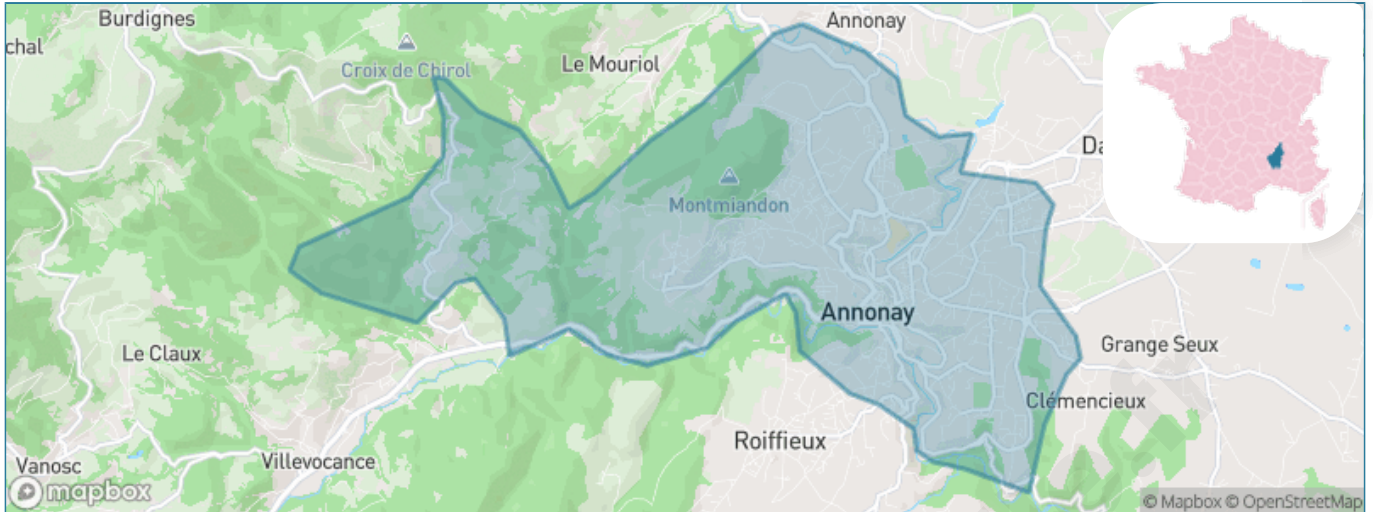 Burdignes
Annonay
chal
Croix de Chirol
Le Mouriol
Da
Montmiandon
Annonay
Le Claux
Grange Seux
Clémencieux
Roiffieux
Villevocance
Vanosc
mapbox
© Mapbox © OpenStreetMap